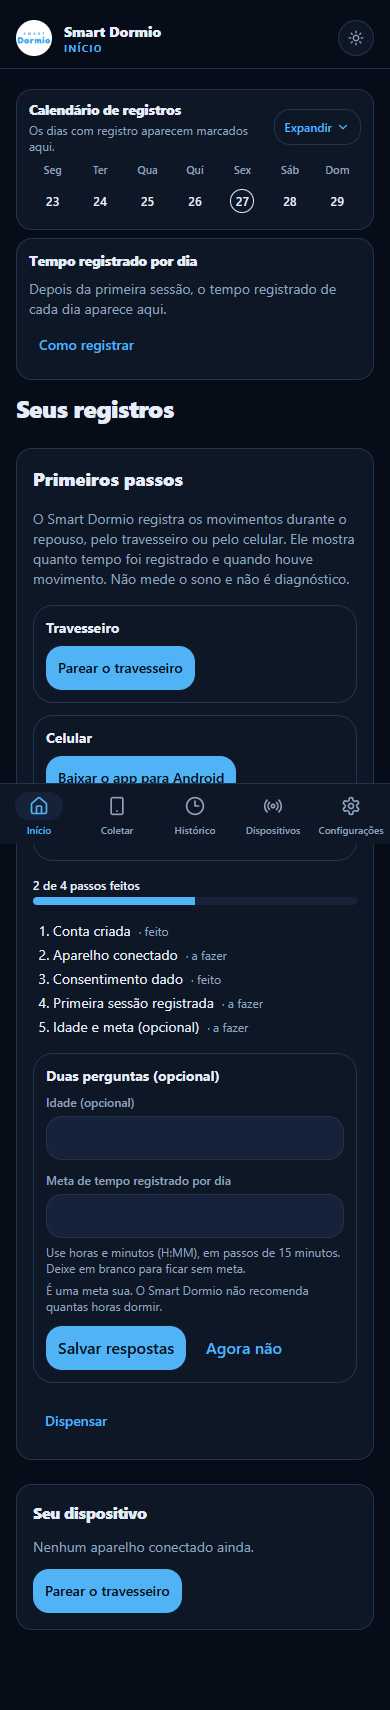 SMART
Dormio
Smart Dormio
INÍCIO
Calendário de registros
Os dias com registro aparecem marcados
aqui.
Expandir
Seg Ter Qua Qui Sex Sáb Dom
23 24 25 26 27 28 29
Tempo registrado por dia
Depois da primeira sessão, o tempo registrado de
cada dia aparece aqui.
Como registrar
Seus registros
Primeiros passos
O Smart Dormio registra os movimentos durante o
repouso, pelo travesseiro ou pelo celular. Ele mostra
quanto tempo foi registrado e quando houve
movimento. Não mede o sono e não é diagnóstico.
Travesseiro
Parear o travesseiro
Celular
Baixar o app para Android
Início Coletar Histórico Dispositivos Configurações
2 de 4 passos feitos
1. Conta criada · feito
2. Aparelho conectado · a fazer
3. Consentimento dado · feito
4. Primeira sessão registrada · a fazer
5. Idade e meta (opcional) · a fazer
Duas perguntas (opcional)
Idade (opcional)
Meta de tempo registrado por dia
Use horas e minutos (H:MM), em passos de 15 minutos.
Deixe em branco para ficar sem meta.
É uma meta sua. O Smart Dormio não recomenda
quantas horas dormir.
Salvar respostas Agora não
Dispensar
Seu dispositivo
Nenhum aparelho conectado ainda.
Parear o travesseiro